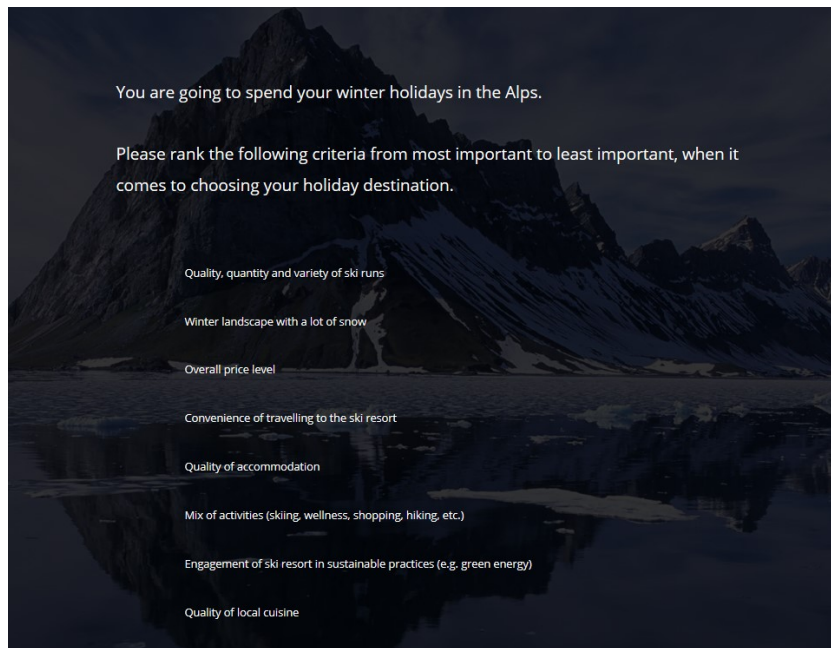 You are going to spend your winter holidays in the Alps.
Please rank the following criteria from most important to least important, when it
comes to choosing your holiday destination.
Quality, quantity and variety of ski runs
Winter landscape with a lot of snow
Overall price level
Convenience of travelling to the ski resort
Quality of accommodation
Mix of activities (skiing, wellness, shopping, hiking, etc.)
Engagement of ski resort in sustainable practices (e.g. green energy)
Quality of local cuisine